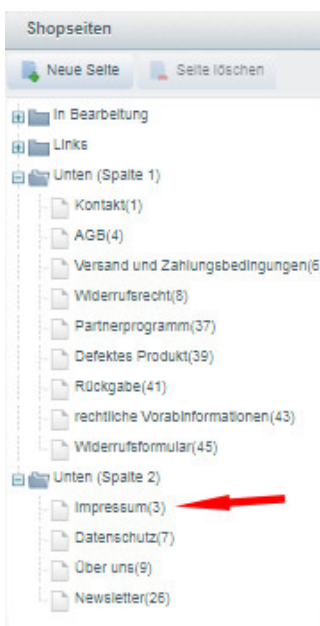 Shopseiten
Neue Seite Seite löschen
In Bearbeitung
Links
Unten (Spalte 1)
Kontakt(1)
AGB(4)
Versand und Zahlungsbedingungen(6
Widerrufsrecht(8)
Partnerprogramm(37)
Defektes Produkt(39)
Rückgabe(41)
rechtliche Vorabinformationen(43)
Widerrufsformular(45)
Unten (Spalte 2)
Impressum(3)
Datenschutz(7)
Über uns(9)
Newsletter(26)